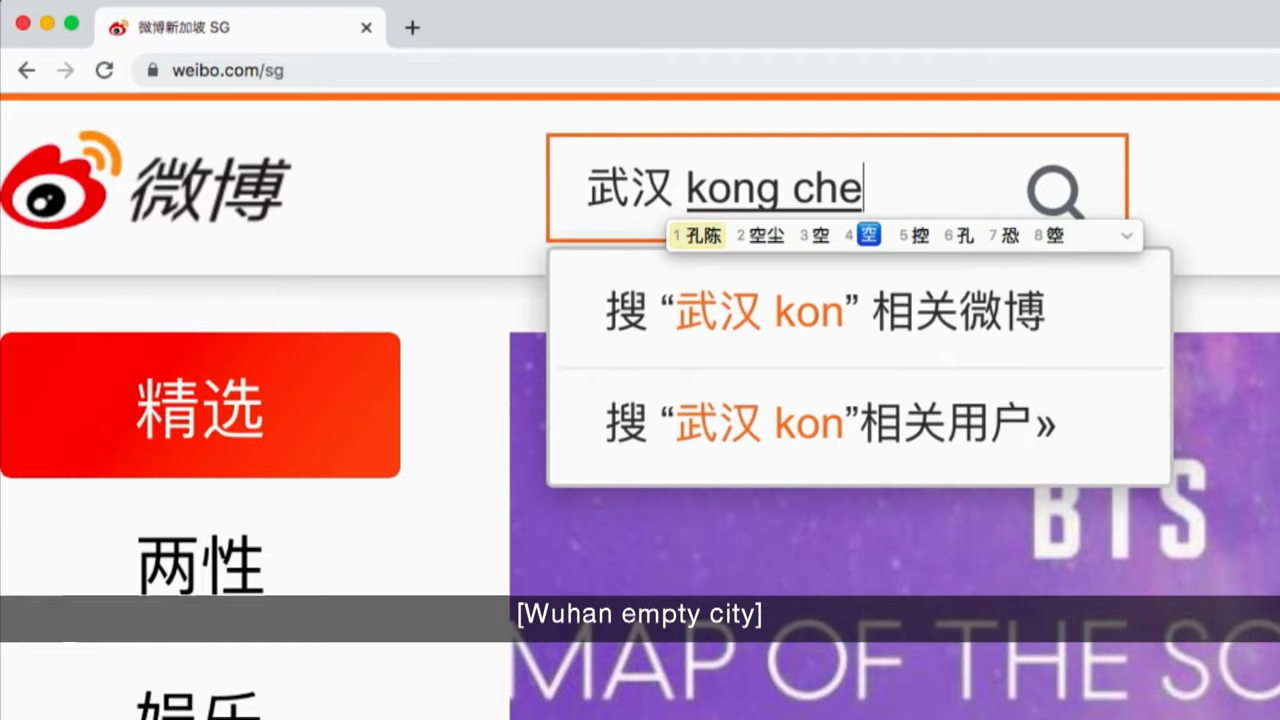 微博新加坡 SG
weibo.com/sg
微博
武汉 kong che
1 孔陈 2 空尘 3 空 4 🈳 5 控 6 孔 7 恐 8 箜
搜 “武汉 kon” 相关微博
搜 “武汉 kon”相关用户»
精选
BTS
两性
[Wuhan empty city]
MAP OF THE SO
娱乐